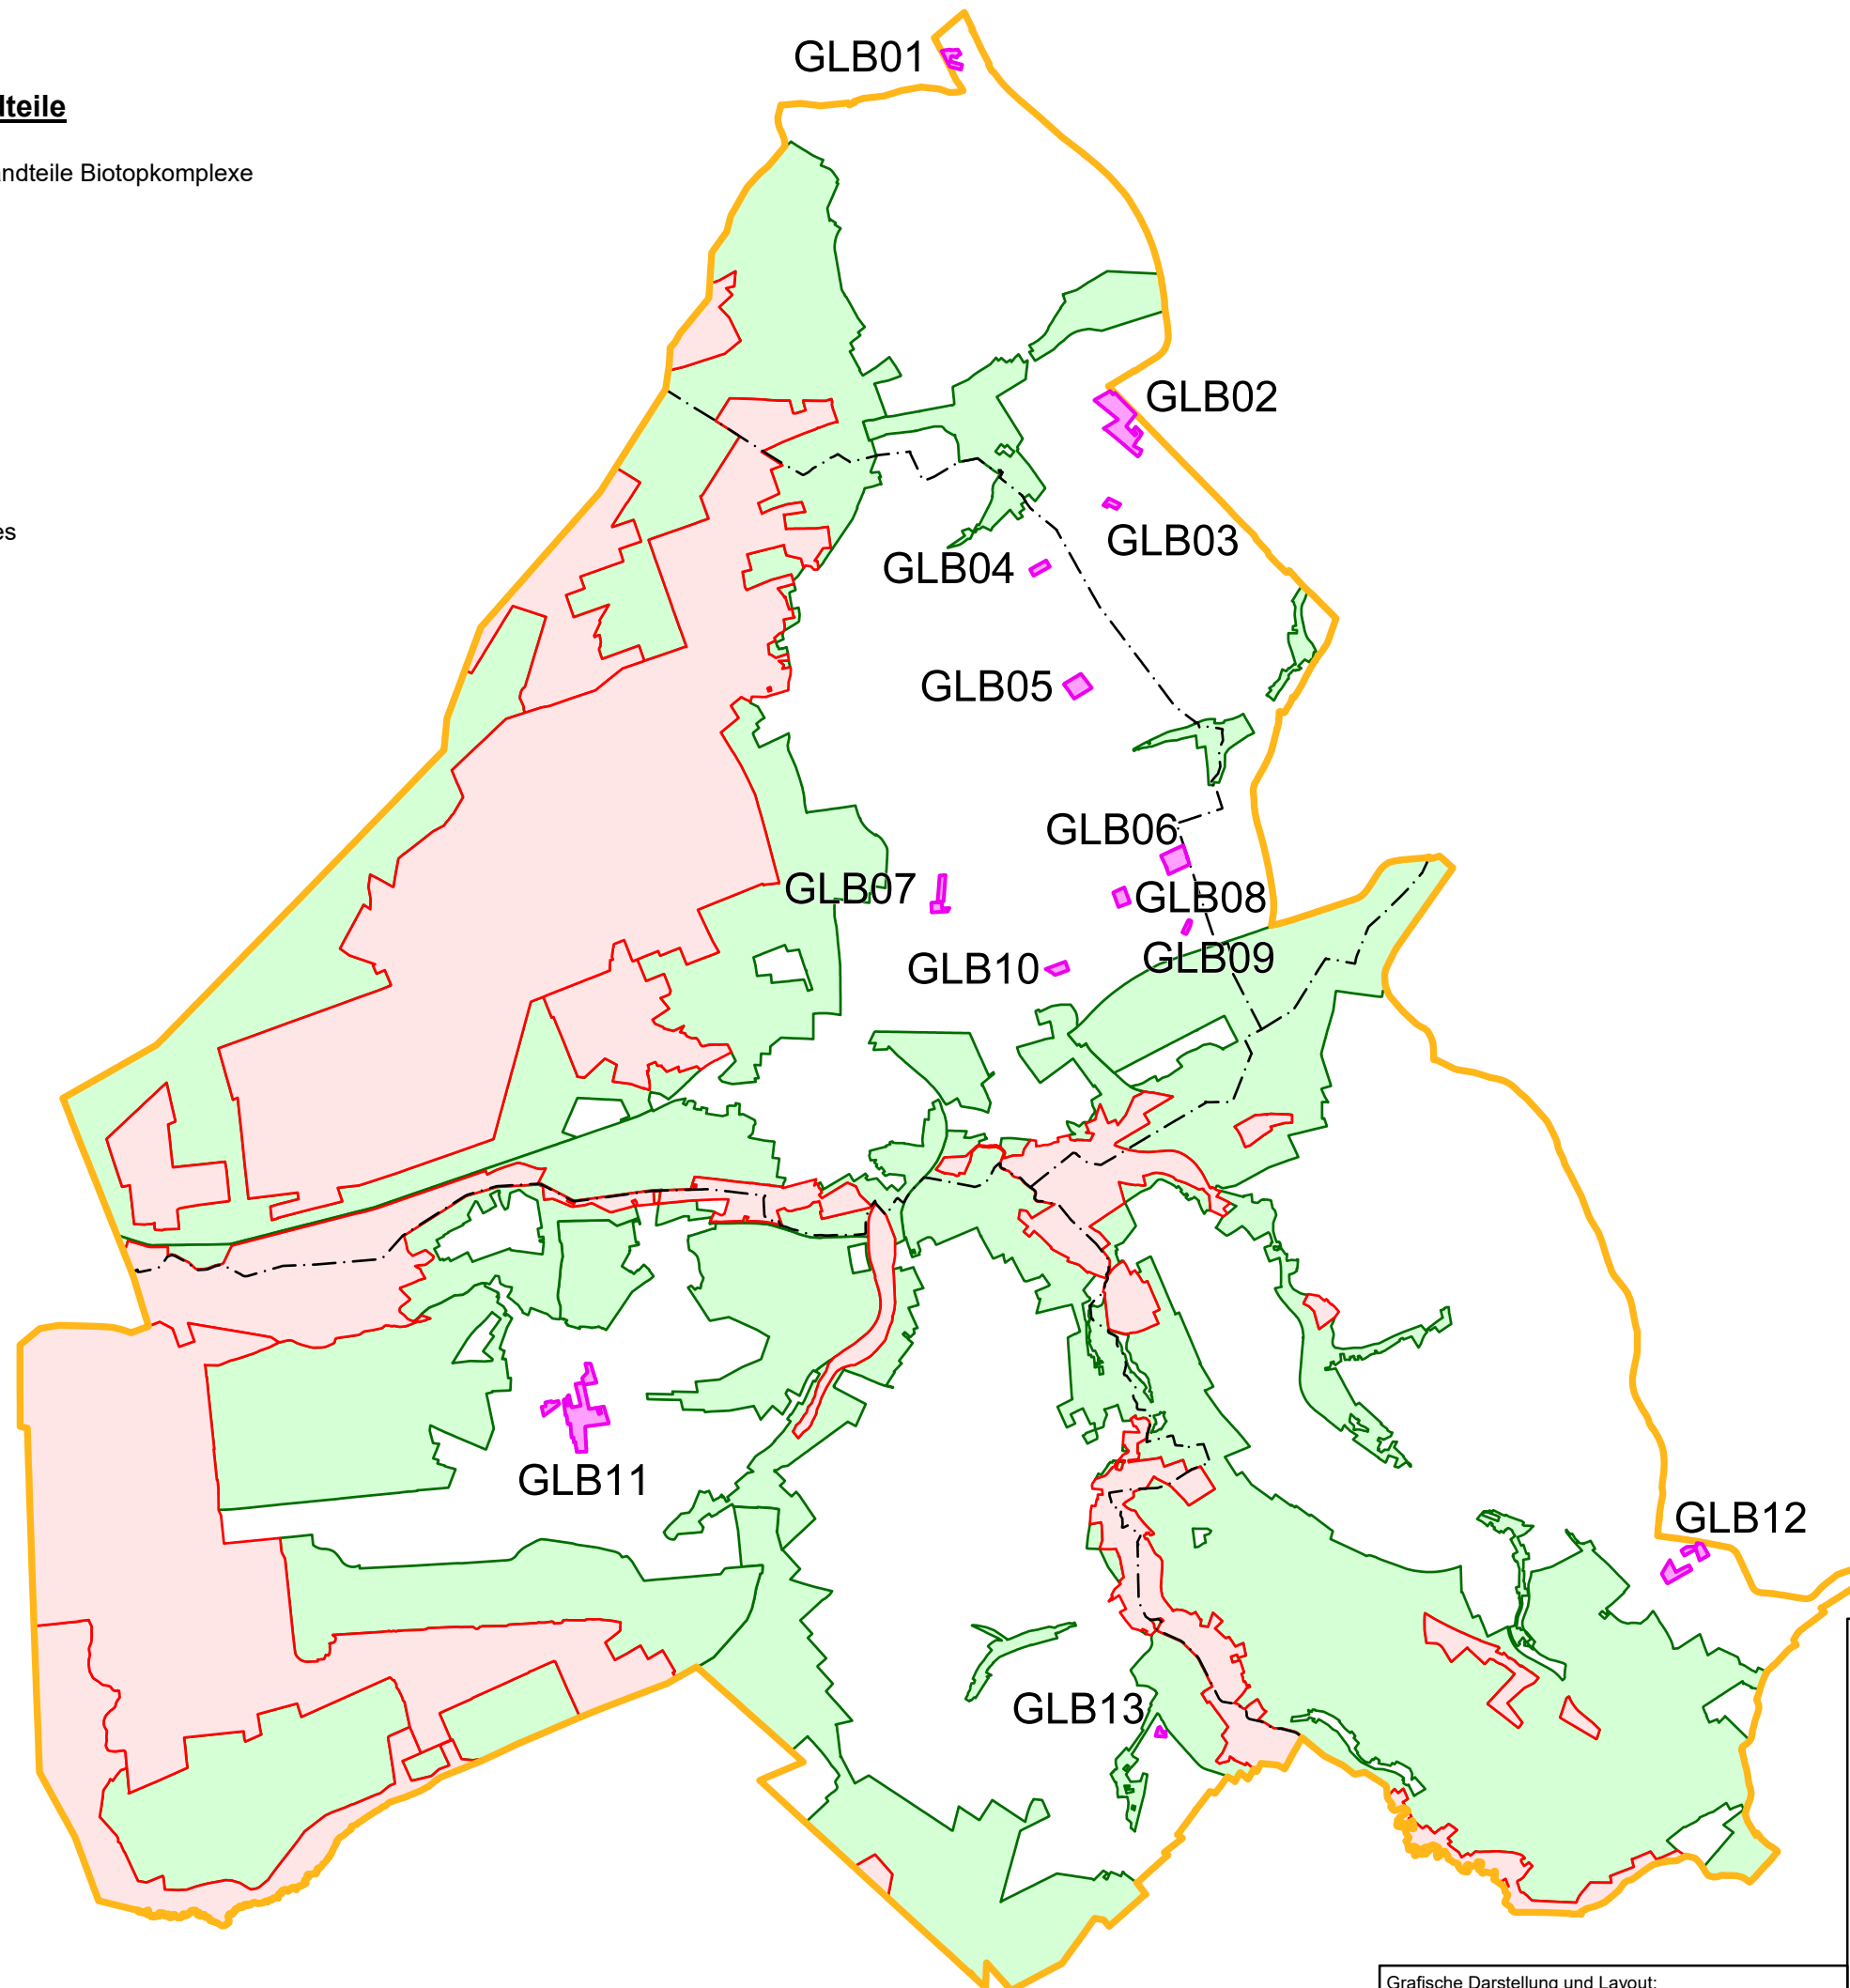 GLB01
lteile
ndteile Biotopkomplexe
GLB02
es
GLB03
GLB04
GLB05
GLB06
GLB07
GLB08
GLB09
GLB10
GLB11
GLB12
GLB13
Grafische Darstellung und Layout: